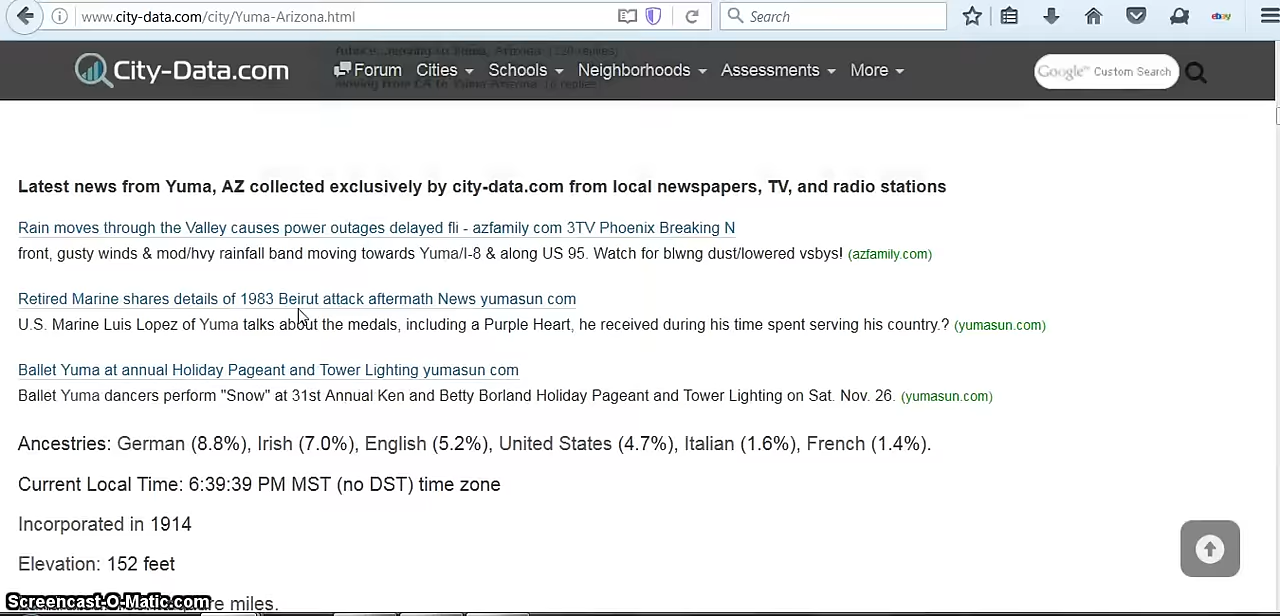 www.city-data.com/city/Yuma-Arizona.html
Search
ebay
City-Data.com
Forum Cities Schools Neighborhoods Assessments More
Google™ Custom Search
Latest news from Yuma, AZ collected exclusively by city-data.com from local newspapers, TV, and radio stations
Rain moves through the Valley causes power outages delayed fli - azfamily com 3TV Phoenix Breaking N
front, gusty winds & mod/hvy rainfall band moving towards Yuma/I-8 & along US 95. Watch for blwng dust/lowered vsbys! (azfamily.com)
Retired Marine shares details of 1983 Beirut attack aftermath News yumasun com
U.S. Marine Luis Lopez of Yuma talks about the medals, including a Purple Heart, he received during his time spent serving his country.? (yumasun.com)
Ballet Yuma at annual Holiday Pageant and Tower Lighting yumasun com
Ballet Yuma dancers perform "Snow" at 31st Annual Ken and Betty Borland Holiday Pageant and Tower Lighting on Sat. Nov. 26. (yumasun.com)
Ancestries: German (8.8%), Irish (7.0%), English (5.2%), United States (4.7%), Italian (1.6%), French (1.4%).
Current Local Time: 6:39:39 PM MST (no DST) time zone
Incorporated in 1914
Elevation: 152 feet
Screencast-O-Matic.com
miles.